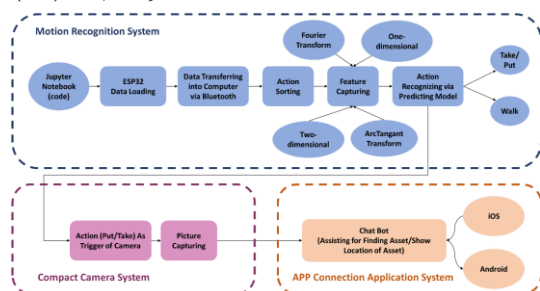 Motion Recognition System
Fourier
Transform
One-
dimensional
Jupyter
Notebook
(code)
ESP32
Data Loading
Data Transferring
into Computer
via Bluetooth
Action
Sorting
Feature
Capturing
Action
Recognizing via
Predicting Model
Take/
Put
Walk
Two-
dimensional
ArcTangant
Transform
Action (Put/Take) As
Trigger of Camera
Picture
Capturing
Compact Camera System
Chat Bot
(Assisting for Finding Asset/Show
Location of Asset)
iOS
Android
APP Connection Application System